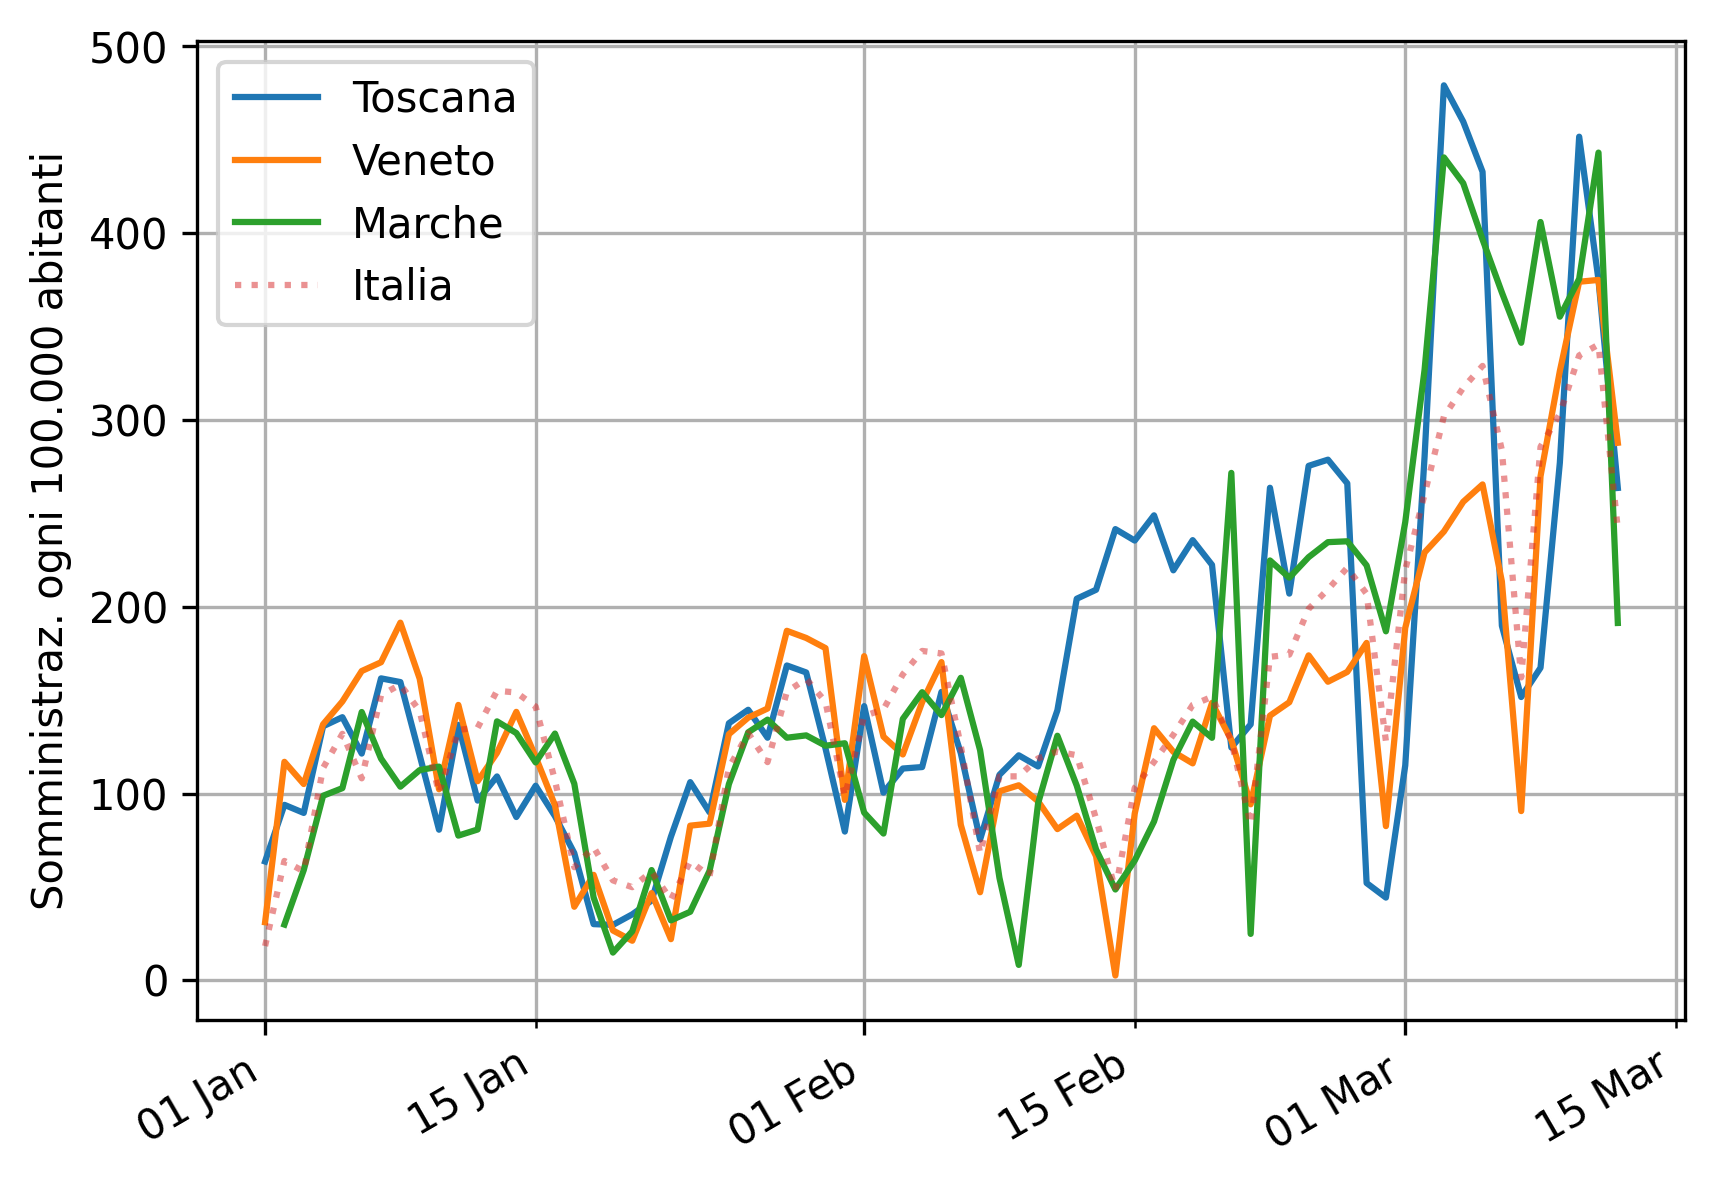 Somministraz. ogni 100.000 abitanti
500
400
300
200
100
0
Toscana
Veneto
Marche
Italia
01 Jan
15 Jan
01 Feb
15 Feb
01 Mar
15 Mar